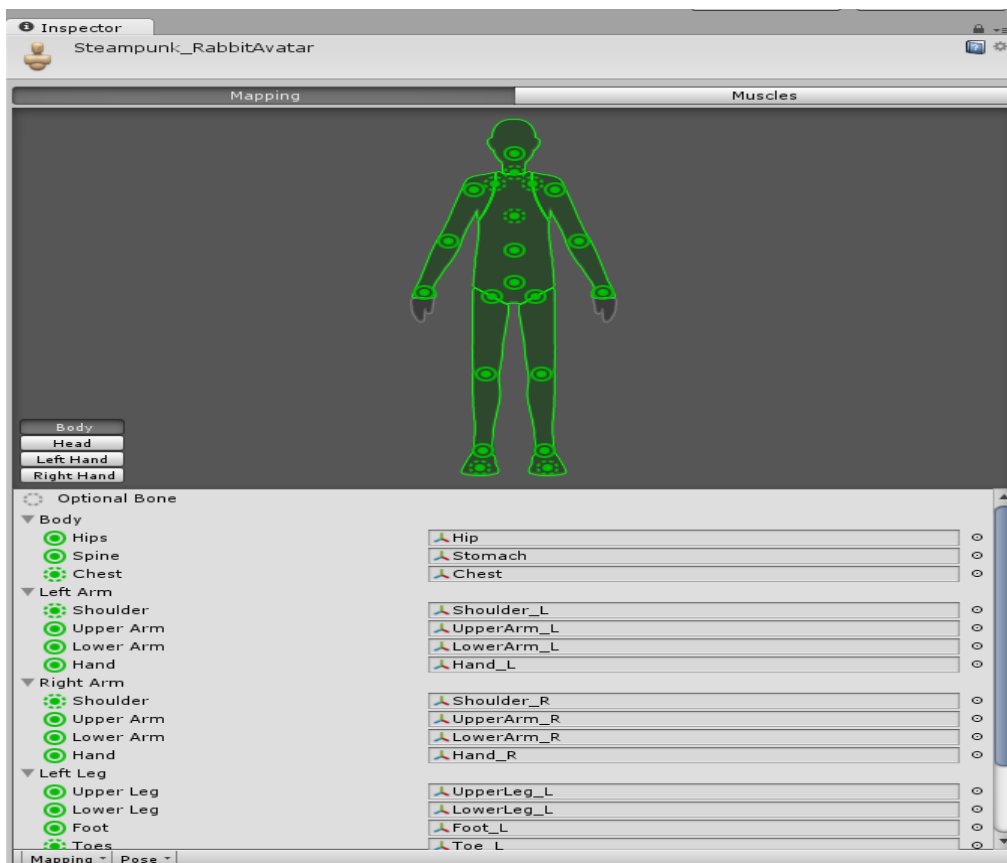 Inspector
Steampunk_RabbitAvatar
Mapping Muscles
Body
Head
Left Hand
Right Hand
Optional Bone
Body
Hips Hip
Spine Stomach
Chest Chest
Left Arm
Shoulder Shoulder_L
Upper Arm UpperArm_L
Lower Arm LowerArm_L
Hand Hand_L
Right Arm
Shoulder Shoulder_R
Upper Arm UpperArm_R
Lower Arm LowerArm_R
Hand Hand_R
Left Leg
Upper Leg UpperLeg_L
Lower Leg LowerLeg_L
Foot Foot_L
Toes Toe_L
Mapping Pose